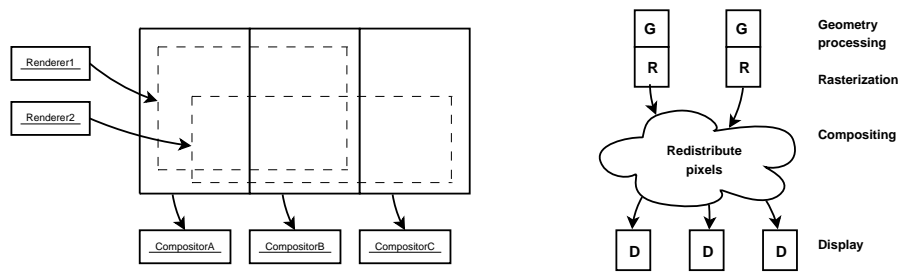 Renderer1
Renderer2
CompositorA
CompositorB
CompositorC
G
G
Geometry
processing
R
R
Rasterization
Redistribute
pixels
Compositing
D
D
D
Display